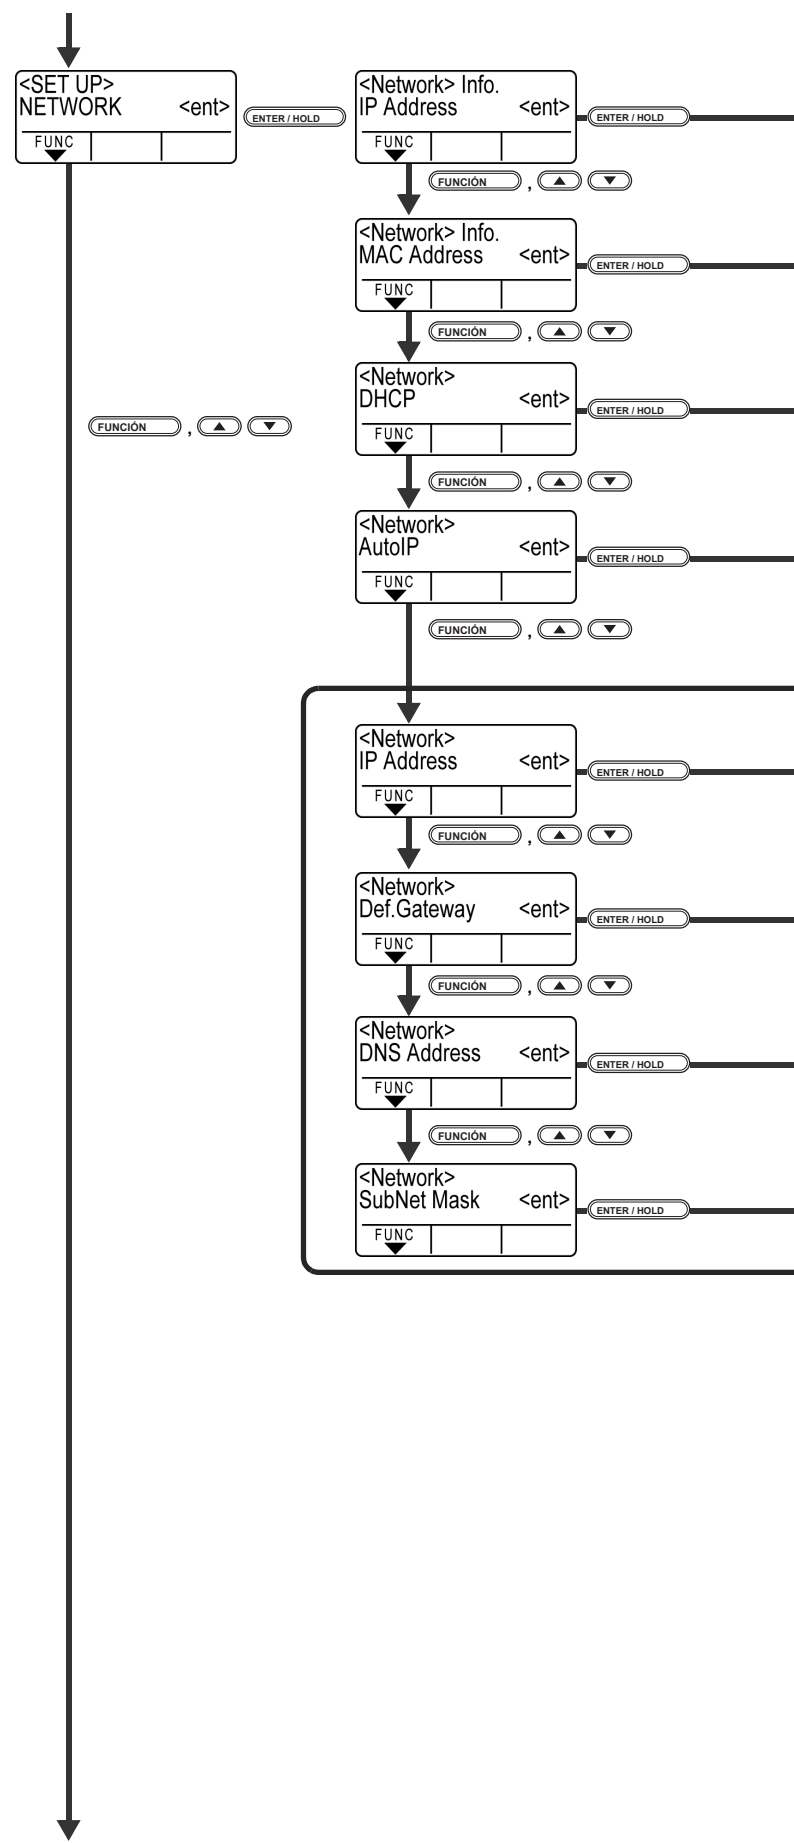 <SET UP>
NETWORK <ent>
FUNC
ENTER / HOLD
<Network> Info.
IP Address <ent>
FUNC
ENTER / HOLD
FUNCIÓN ,
<Network> Info.
MAC Address <ent>
FUNC
ENTER / HOLD
FUNCIÓN ,
<Network>
DHCP <ent>
FUNC
ENTER / HOLD
FUNCIÓN ,
FUNCIÓN ,
<Network>
AutoIP <ent>
FUNC
ENTER / HOLD
FUNCIÓN ,
<Network>
IP Address <ent>
FUNC
ENTER / HOLD
FUNCIÓN ,
<Network>
Def.Gateway <ent>
FUNC
ENTER / HOLD
FUNCIÓN ,
<Network>
DNS Address <ent>
FUNC
ENTER / HOLD
FUNCIÓN ,
<Network>
SubNet Mask <ent>
FUNC
ENTER / HOLD